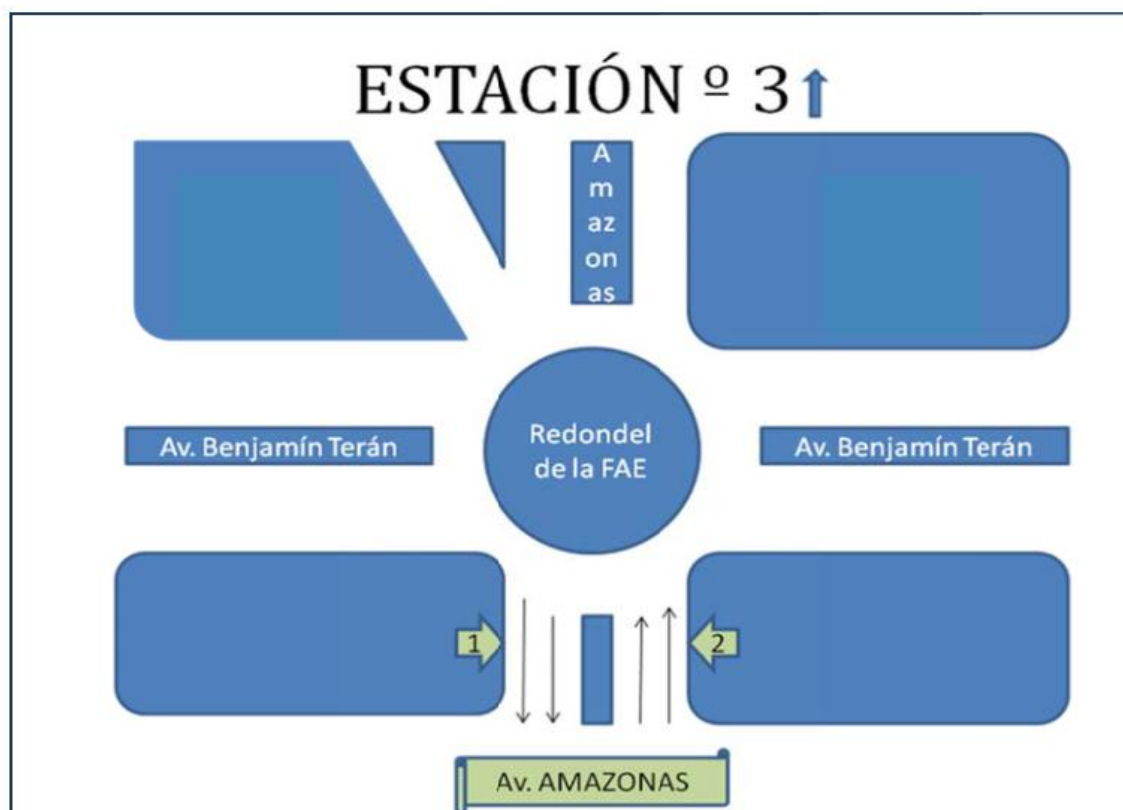 ESTACIÓN º 3
A
m
az
on
as
Redondel
de la FAE
Av. Benjamín Terán
Av. Benjamín Terán
1
2
Av. AMAZONAS